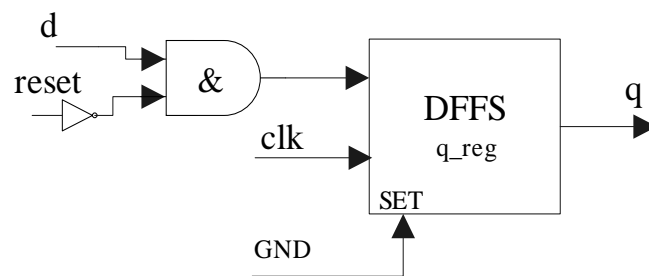 d
reset
&
clk
DFFS
q_reg
SET
GND
q